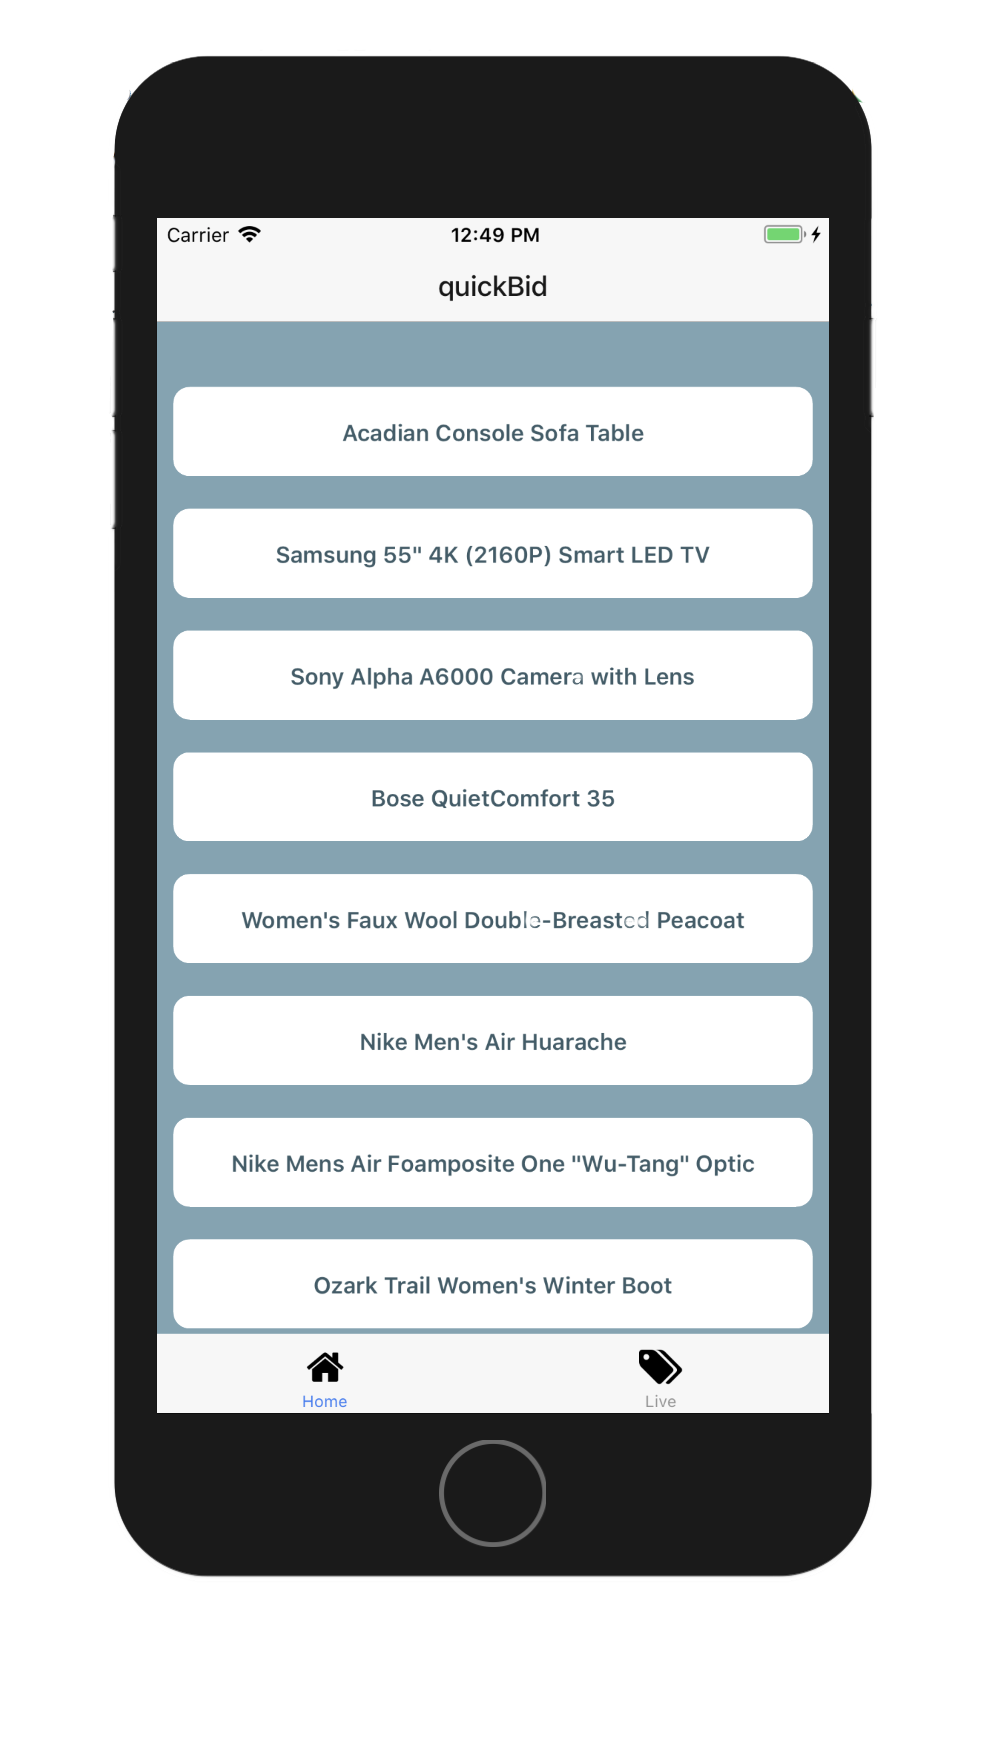 Carrier 12:49 PM
quickBid
Acadian Console Sofa Table
Samsung 55" 4K (2160P) Smart LED TV
Sony Alpha A6000 Camera with Lens
Bose QuietComfort 35
Women's Faux Wool Double-Breasted Peacoat
Nike Men's Air Huarache
Nike Mens Air Foamposite One "Wu-Tang" Optic
Ozark Trail Women's Winter Boot
Home Live